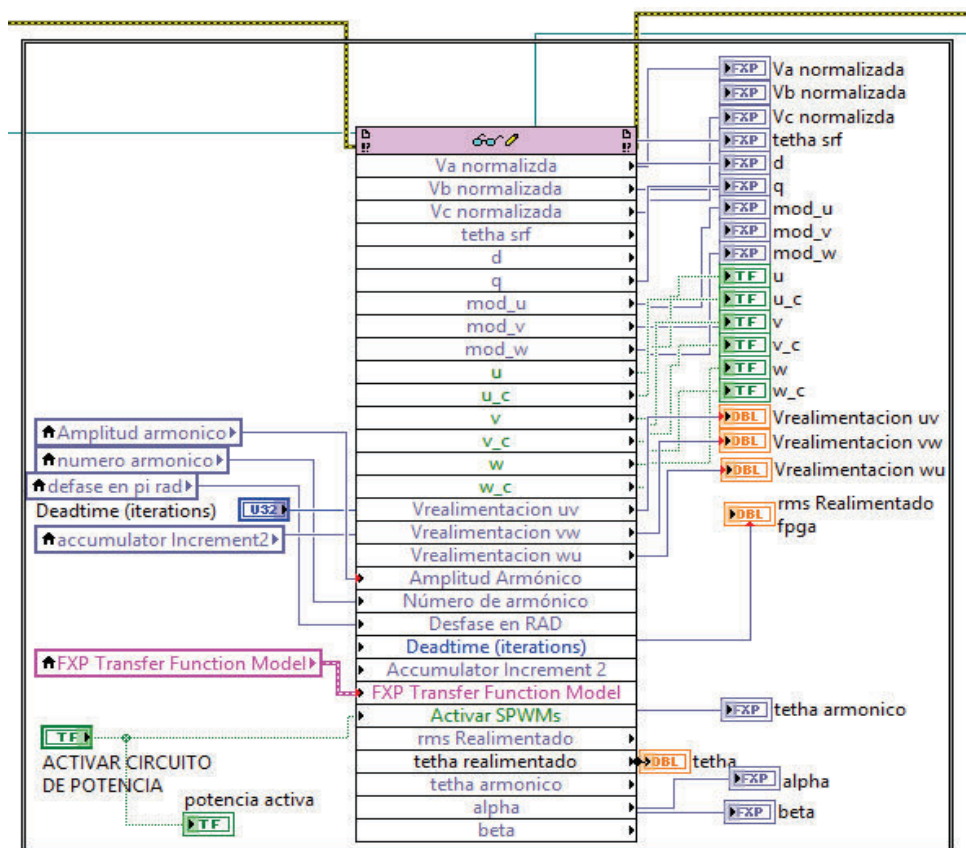 Va normalizda
Vb normalizada
Vc normalizada
tetha srf
d
q
mod_u
mod_v
mod_w
u
u_c
v
v_c
w
w_c
Vrealimentacion uv
Vrealimentacion vw
Vrealimentacion wu
Amplitud Armónico
Número de armónico
Desfase en RAD
Deadtime (iterations)
Accumulator Increment 2
FXP Transfer Function Model
Activar SPWMs
rms Realimentado
tetha realimentado
tetha armonico
alpha
beta
Amplitud armonico
numero armonico
defase en pi rad
Deadtime (iterations) U32
accumulator Increment2
FXP Transfer Function Model
TF
ACTIVAR CIRCUITO
DE POTENCIA
potencia activa
TF
FXP Va normalizada
FXP Vb normalizada
FXP Vc normalizda
FXP tetha srf
FXP d
FXP q
FXP mod_u
FXP mod_v
FXP mod_w
TF u
TF u_c
TF v
TF v_c
TF w
TF w_c
DBL Vrealimentacion uv
DBL Vrealimentacion vw
DBL Vrealimentacion wu
DBL rms Realimentado
fpga
FXP tetha armonico
DBL tetha
FXP alpha
FXP beta